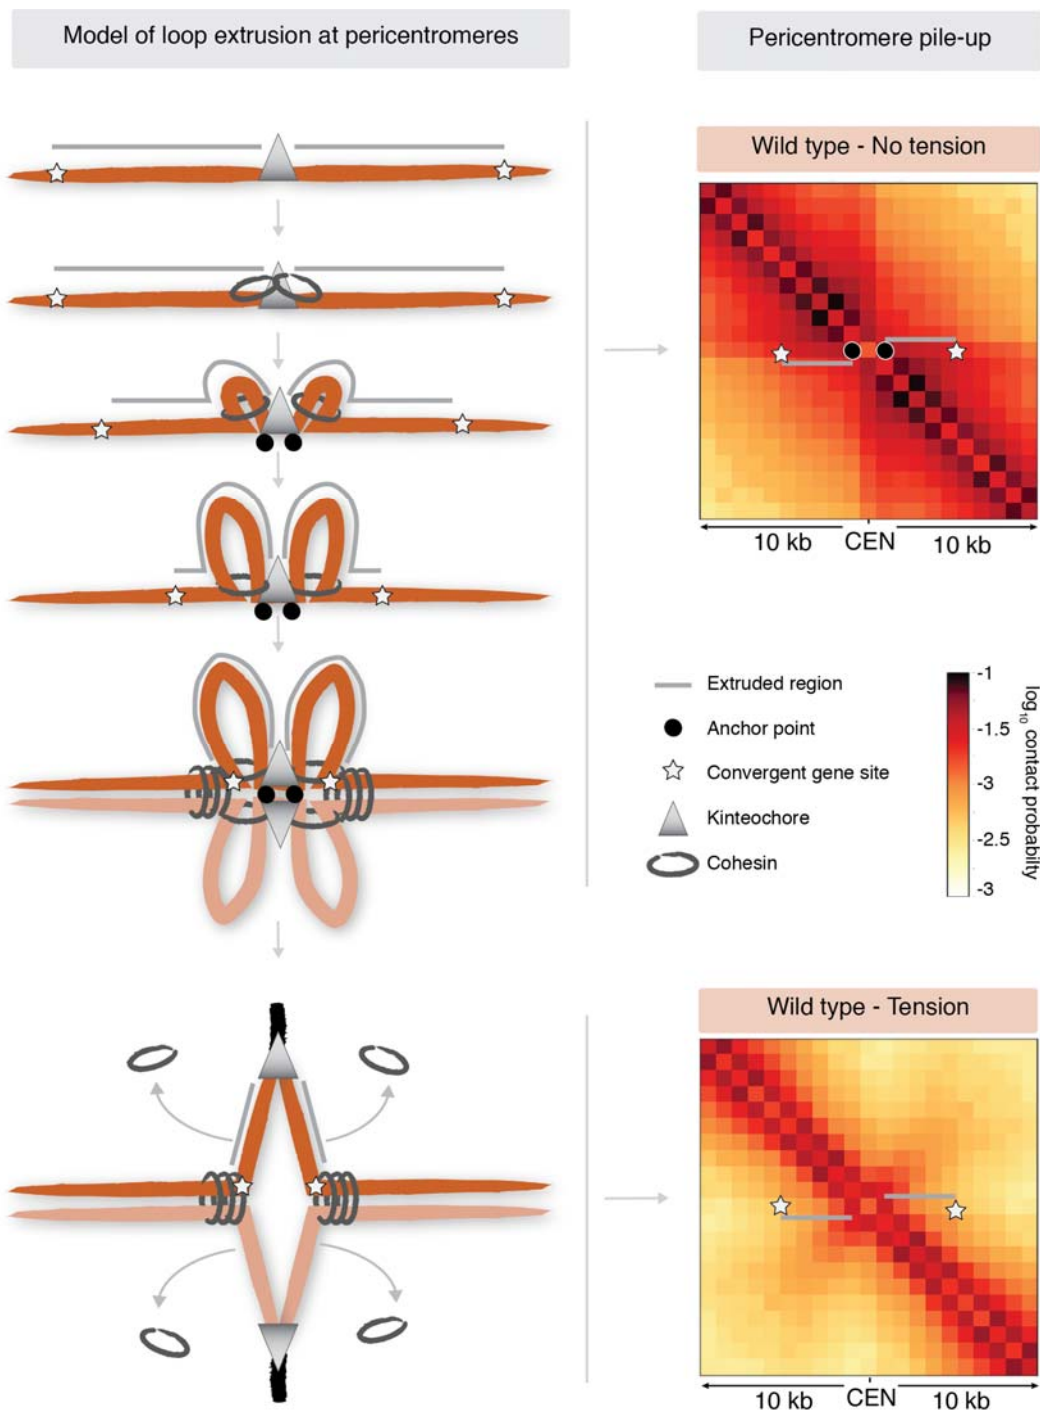 Model of loop extrusion at pericentromeres
Pericentromere pile-up
Wild type - No tension
10 kb CEN 10 kb
Extruded region
Anchor point
Convergent gene site
Kinteochore
Cohesin
-1
-1.5
-3
-2.5
-3
log10 contact probabilty
Wild type - Tension
10 kb CEN 10 kb